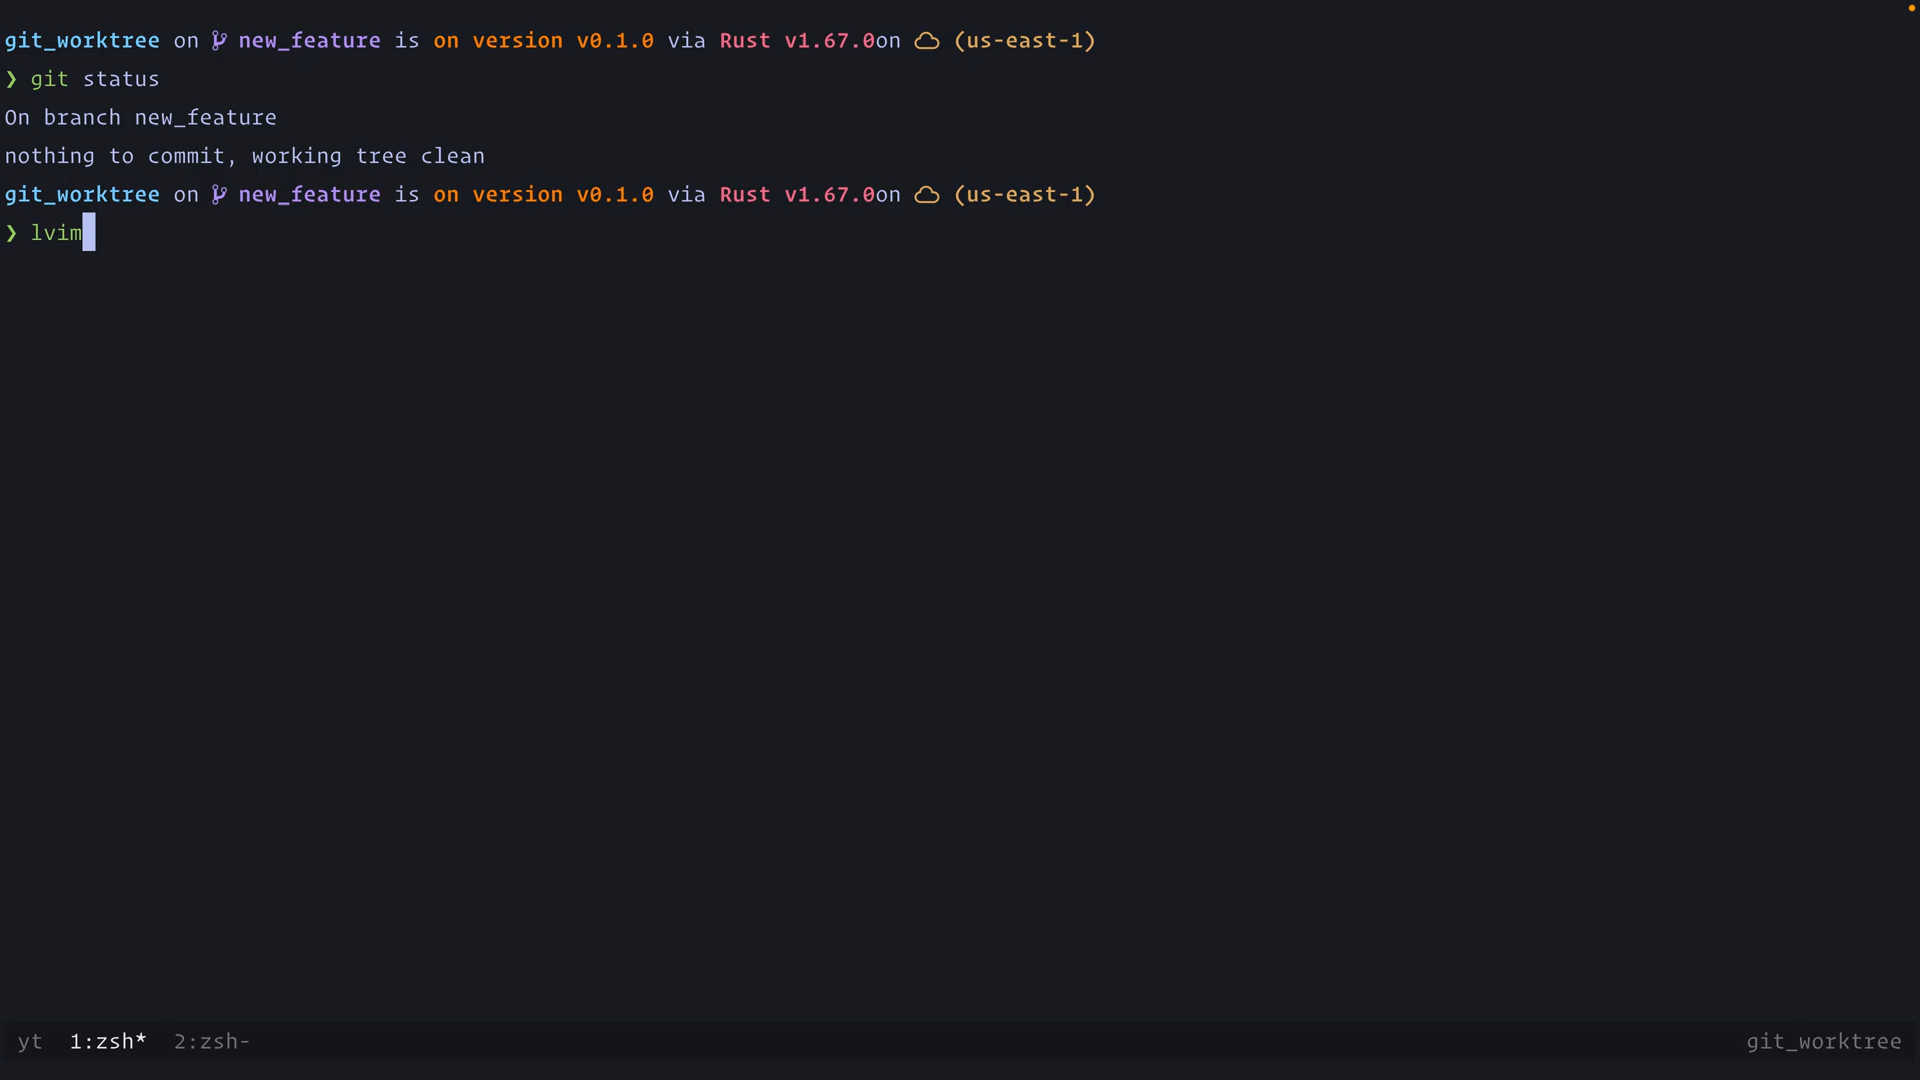 git_worktree on new_feature is on version v0.1.0 via Rust v1.67.0on (us-east-1)
❯ git status
On branch new_feature
nothing to commit, working tree clean
git_worktree on new_feature is on version v0.1.0 via Rust v1.67.0on (us-east-1)
❯ lvim
yt 1:zsh* 2:zsh- git_worktree